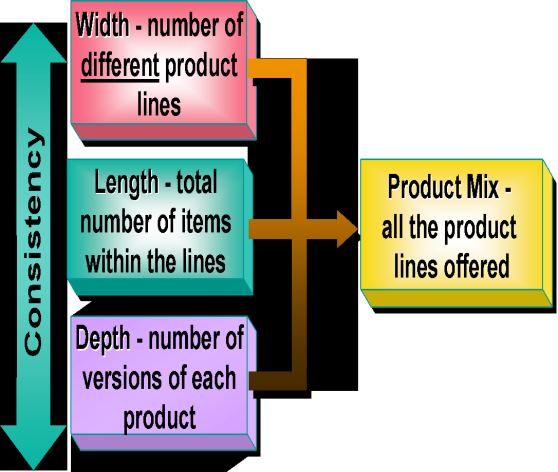 Width - number of
different product
lines
Length - total
number of items
within the lines
Depth - number of
versions of each
product
Consistency
Product Mix -
all the product
lines offered